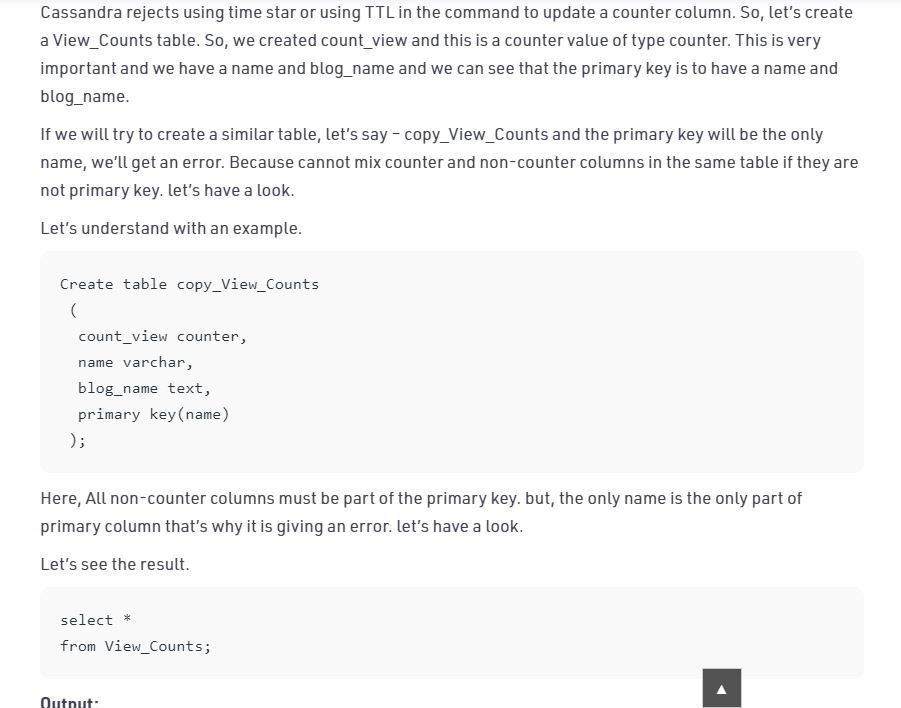 Cassandra rejects using time star or using TTL in the command to update a counter column. So, let’s create
a View_Counts table. So, we created count_view and this is a counter value of type counter. This is very
important and we have a name and blog_name and we can see that the primary key is to have a name and
blog_name.
If we will try to create a similar table, let’s say – copy_View_Counts and the primary key will be the only
name, we’ll get an error. Because cannot mix counter and non-counter columns in the same table if they are
not primary key. let’s have a look.
Let’s understand with an example.
Create table copy_View_Counts
(
count_view counter,
name varchar,
blog_name text,
primary key(name)
);
Here, All non-counter columns must be part of the primary key. but, the only name is the only part of
primary column that’s why it is giving an error. let’s have a look.
Let’s see the result.
select *
from View_Counts;
Output: